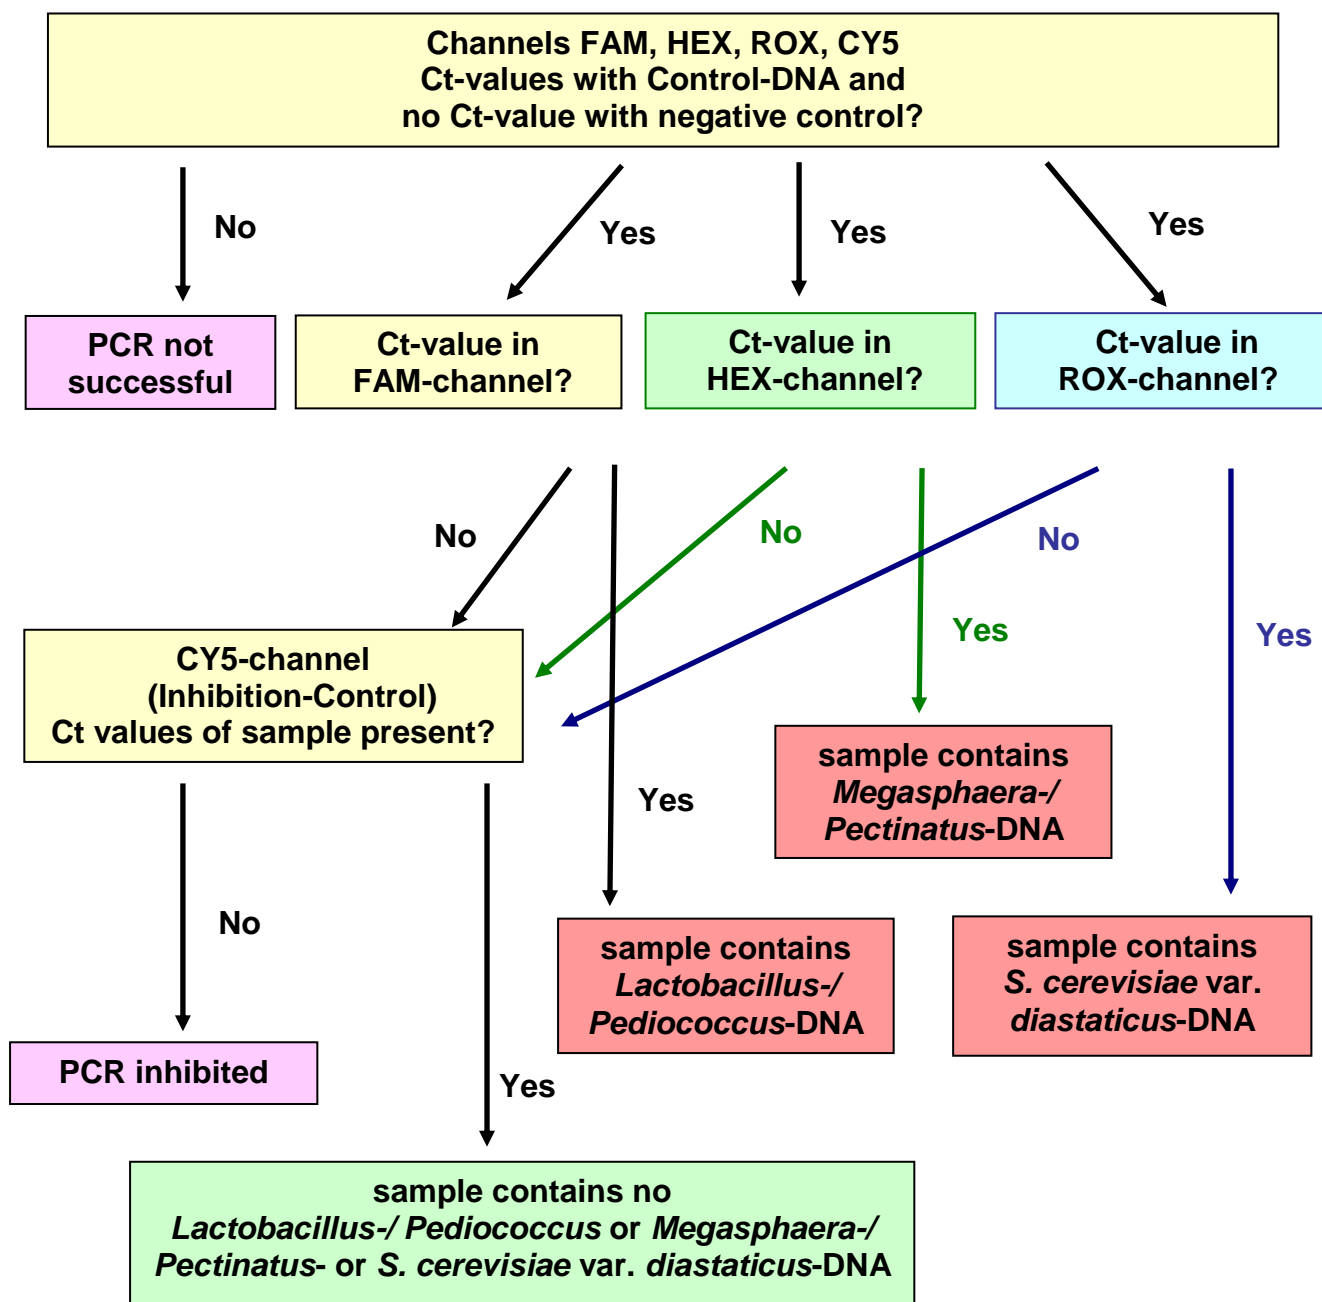 Channels FAM, HEX, ROX, CY5
Ct-values with Control-DNA and
no Ct-value with negative control?
No
Yes
Yes
Yes
PCR not
successful
Ct-value in
FAM-channel?
Ct-value in
HEX-channel?
Ct-value in
ROX-channel?
No
No
No
Yes
Yes
CY5-channel
(Inhibition-Control)
Ct values of sample present?
Yes
sample contains
Megasphaera-/
Pectinatus-DNA
No
sample contains
Lactobacillus-/
Pediococcus-DNA
sample contains
S. cerevisiae var.
diastaticus-DNA
PCR inhibited
Yes
sample contains no
Lactobacillus-/ Pediococcus or Megasphaera-/
Pectinatus- or S. cerevisiae var. diastaticus-DNA